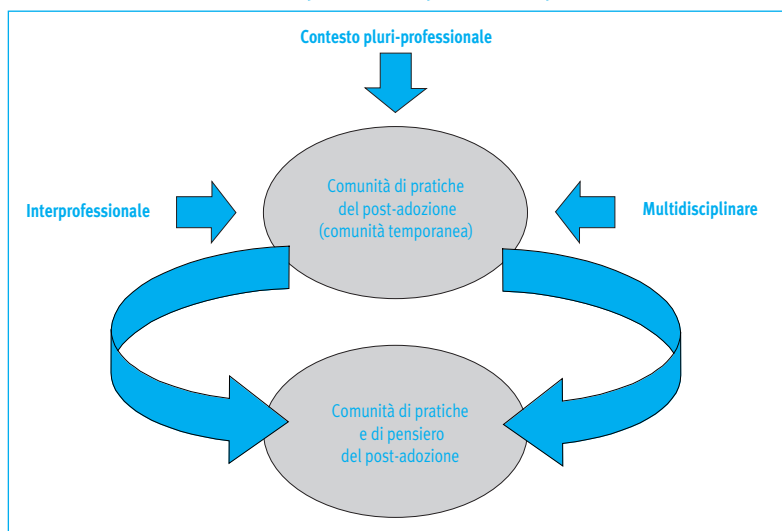 Contesto pluri-professionale
Comunità di pratiche
del post-adozione
(comunità temporanea)
Interprofessionale
Multidisciplinare
Comunità di pratiche
e di pensiero
del post-adozione